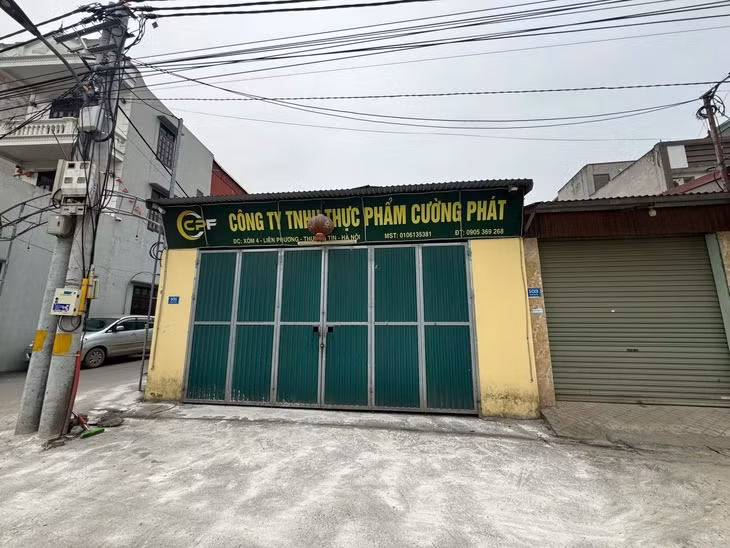 CPF
CÔNG TY TNHH THỰC PHẨM CƯỜNG PHÁT
ĐC: XÓM 4 - LIÊN PHƯƠNG - THƯỜNG TÍN - HÀ NỘI MST: 0106135381 ĐT: 0905 369 268